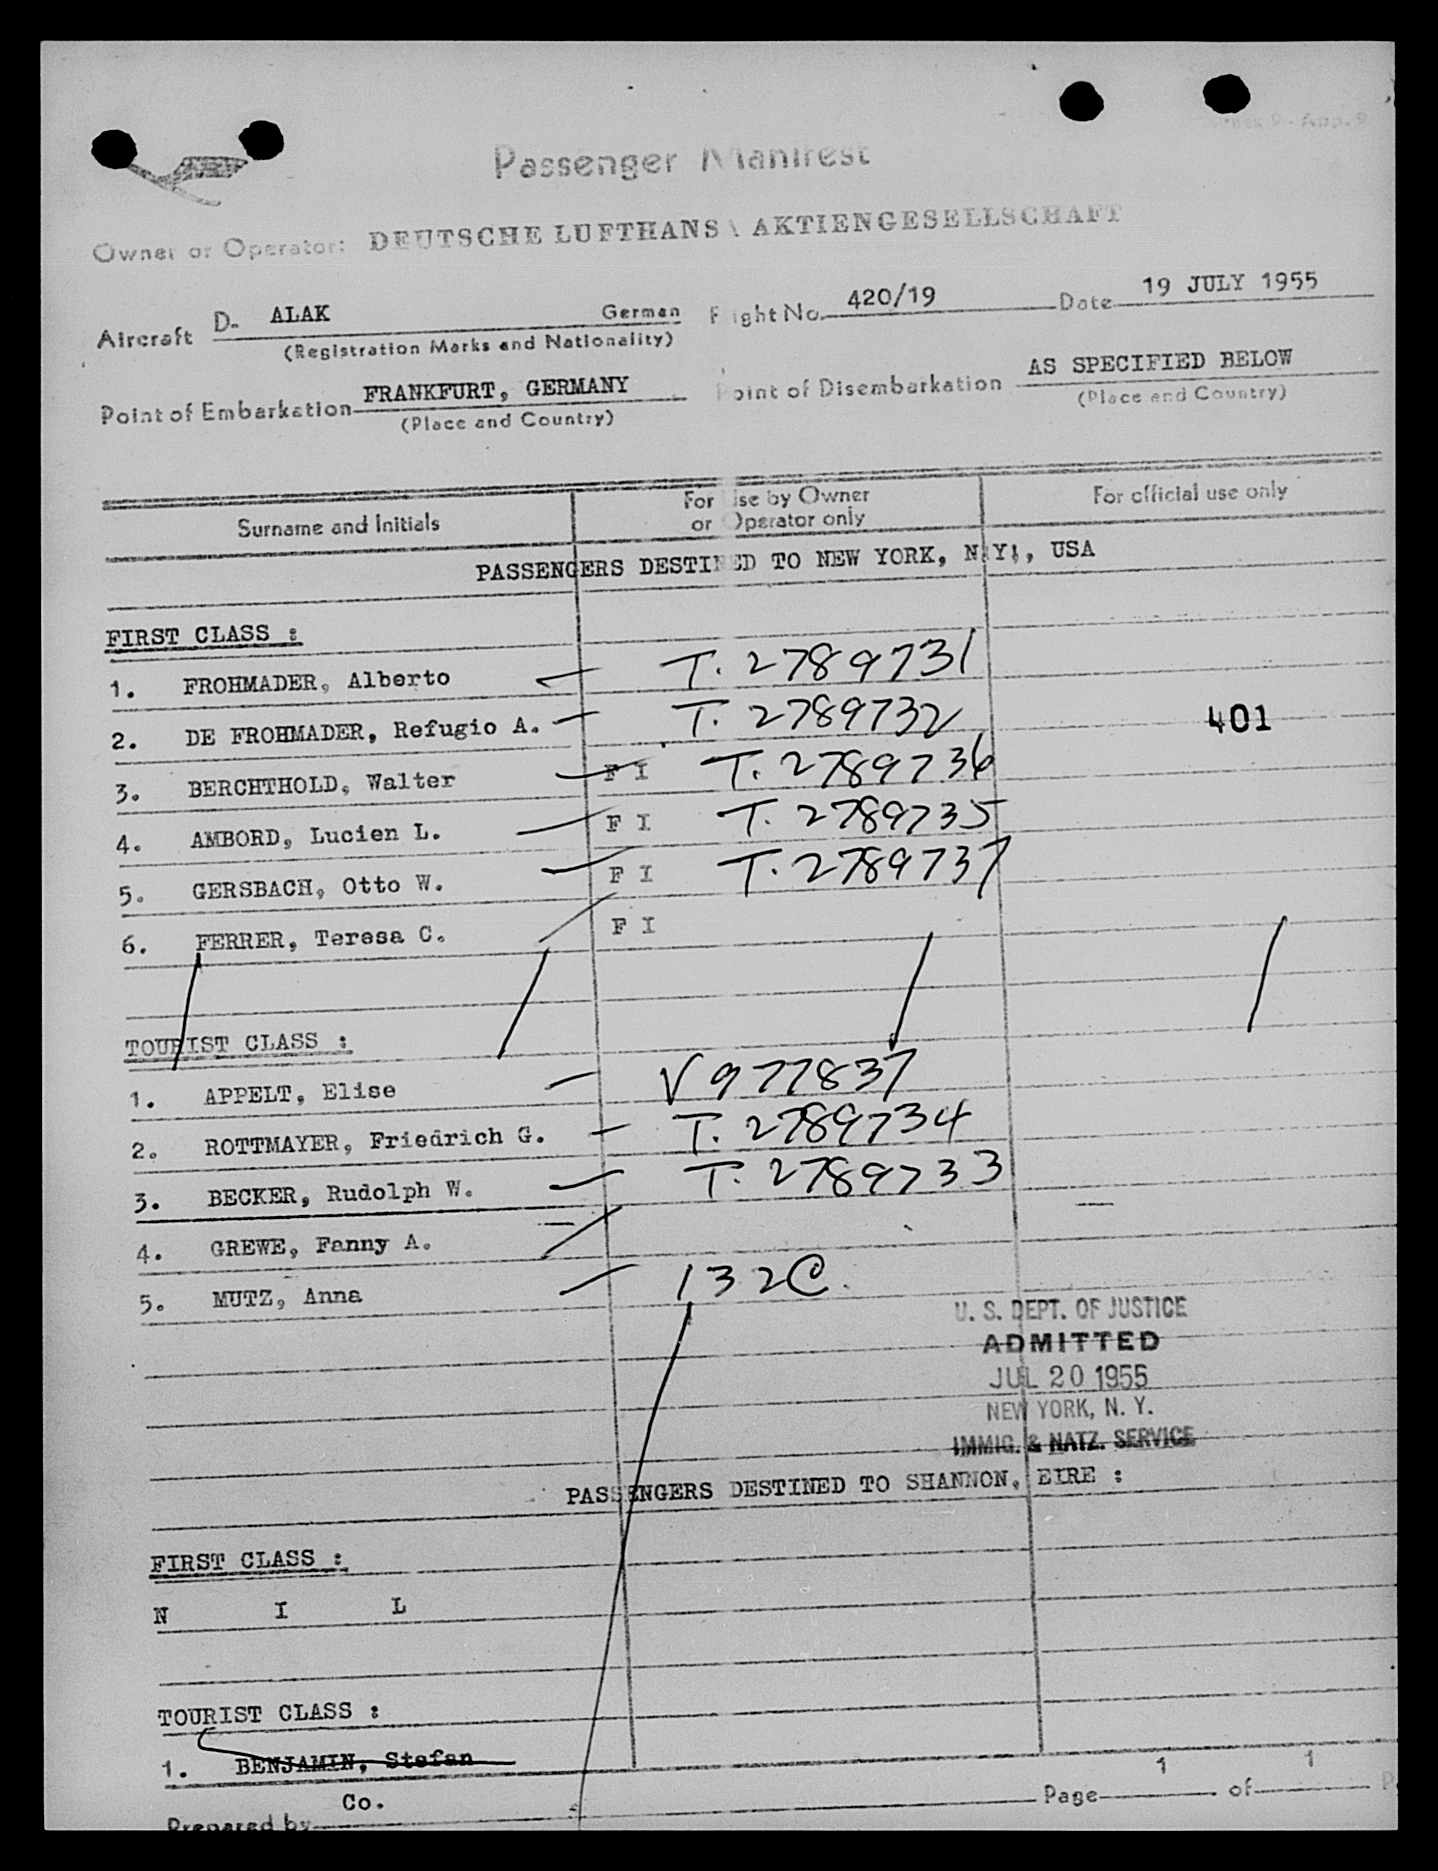 Annex 9 - App. 9
Passenger Manifest
Owner or Operator: DEUTSCHE LUFTHANSA AKTIENGESELLSCHAFT
Aircraft D- ALAK German Flight No. 420/19 Date 19 JULY 1955
(Registration Marks and Nationality)
Point of Embarkation FRANKFURT, GERMANY Point of Disembarkation AS SPECIFIED BELOW
(Place and Country) (Place and Country)
Surname and Initials For Use by Owner or Operator only For official use only
PASSENGERS DESTINED TO NEW YORK, N.Y., USA
FIRST CLASS :
1. FROHMADER, Alberto T. 2789731
2. DE FROHMADER, Refugio A. T. 2789732 401
3. BERCHTHOLD, Walter F I T. 2789736
4. AMBORD, Lucien L. F I T. 2789735
5. GERSBACH, Otto W. F I T. 2789737
6. FERRER, Teresa C. F I
TOURIST CLASS :
1. APPELT, Elise V 977837
2. ROTTMAYER, Friedrich G. T. 2789734
3. BECKER, Rudolph W. T. 2789733
4. GREWE, Fanny A.
5. MUTZ, Anna 132C
U. S. DEPT. OF JUSTICE
ADMITTED
JUL 20 1955
NEW YORK, N. Y.
IMMIG. & NATZ. SERVICE
PASSENGERS DESTINED TO SHANNON, EIRE :
FIRST CLASS :
N I L
TOURIST CLASS :
1. BENJAMIN, Stefan
Prepared by Co. Page 1 of 1